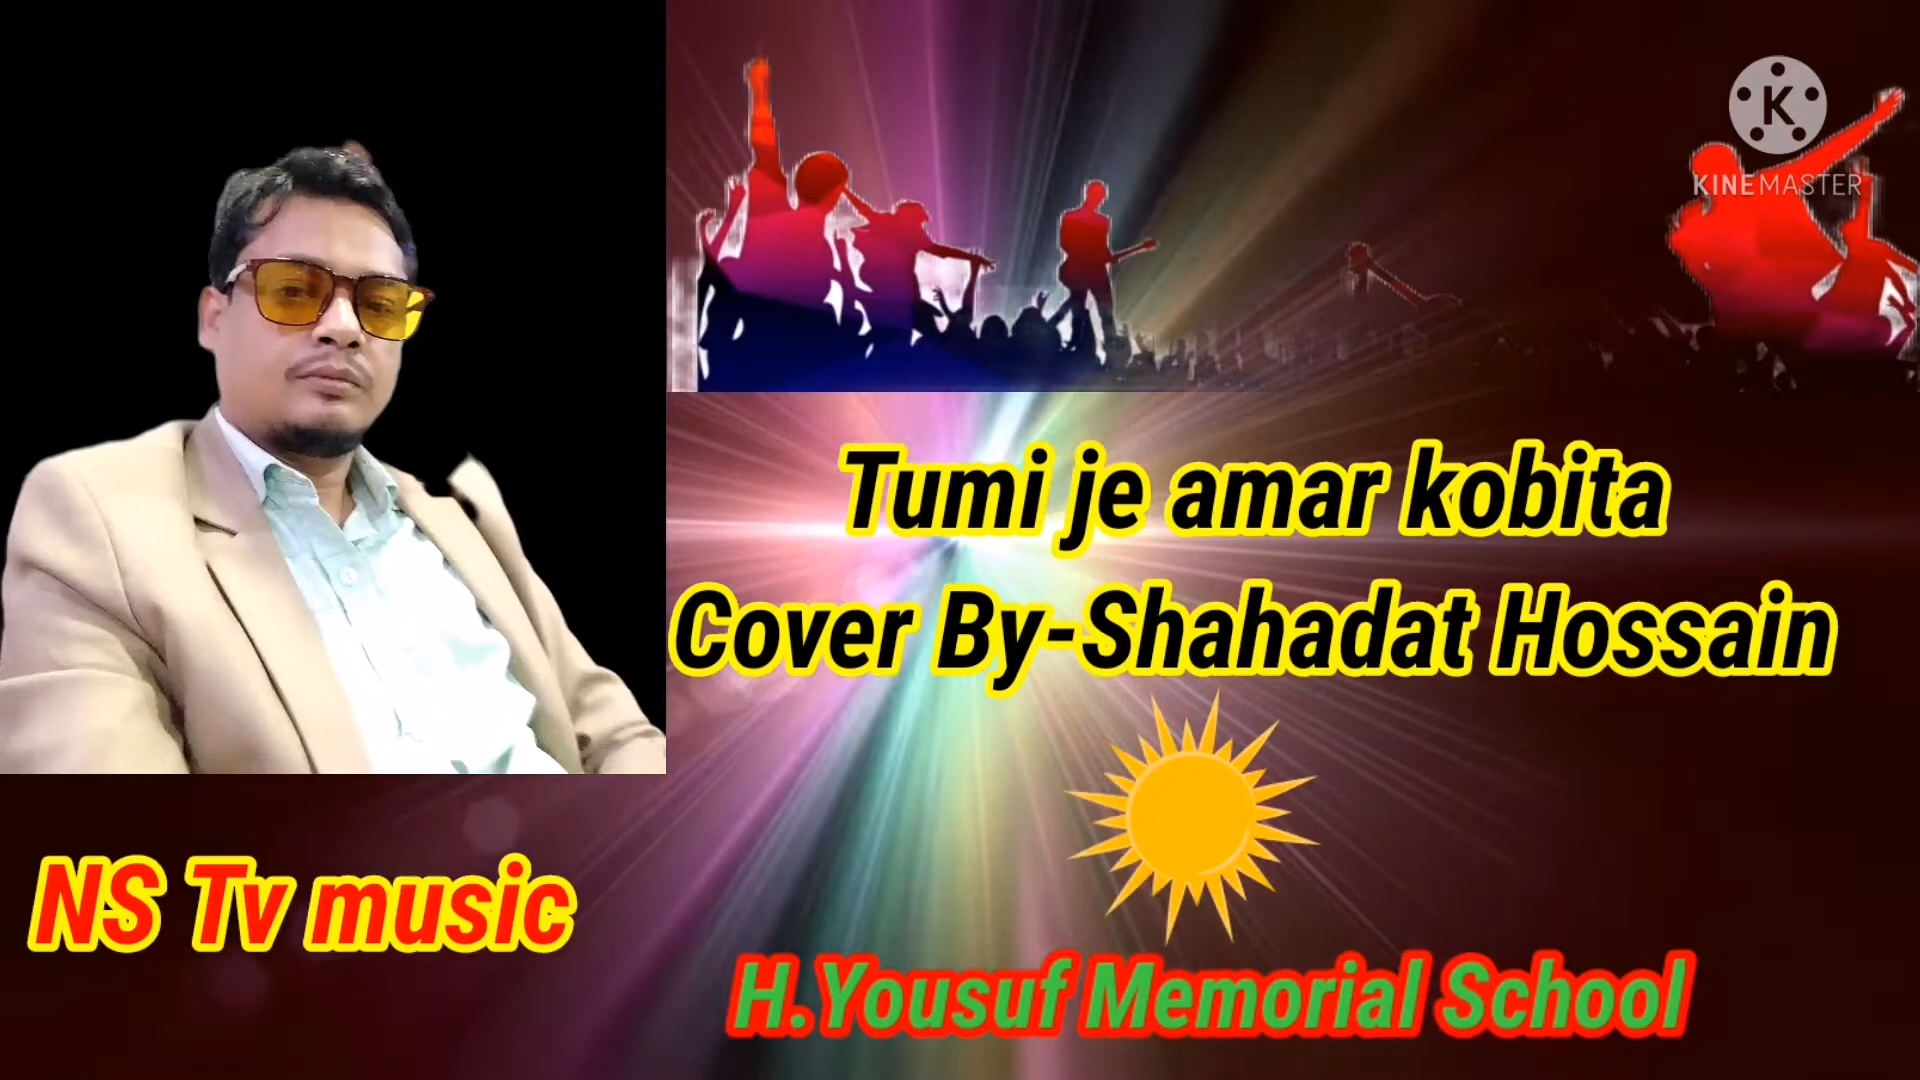 K
KINEMASTER
Tumi je amar kobita
Cover By-Shahadat Hossain
NS Tv music
H.Yousuf Memorial School